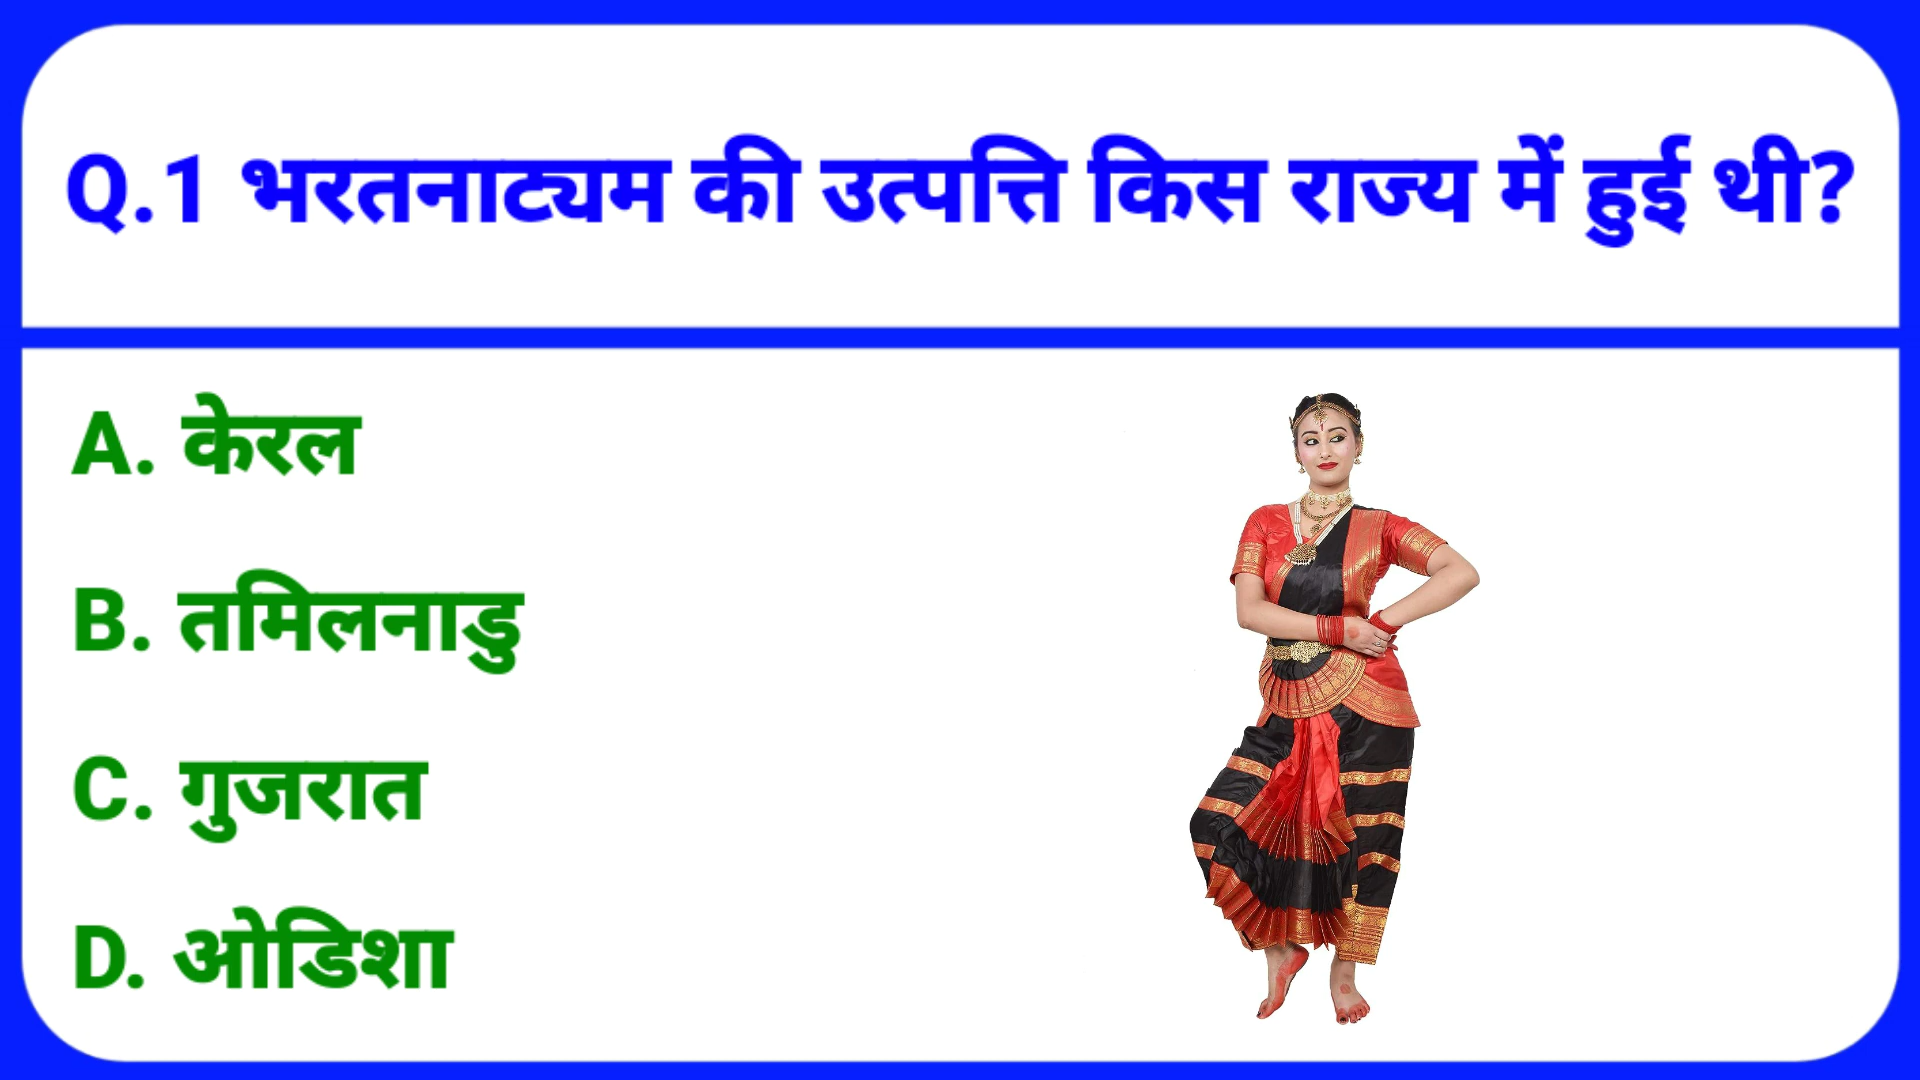 Q.1 भरतनाट्यम की उत्पत्ति किस राज्य में हुई थी?
A. केरल
B. तमिलनाडु
C. गुजरात
D. ओडिशा